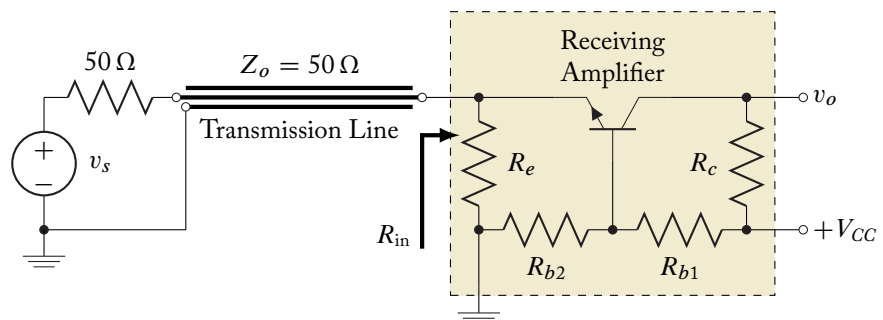 50 Ω
Z_o = 50 Ω
Transmission Line
Receiving
Amplifier
v_o
+
−
v_s
R_e
R_c
R_in
R_b2
R_b1
+V_CC